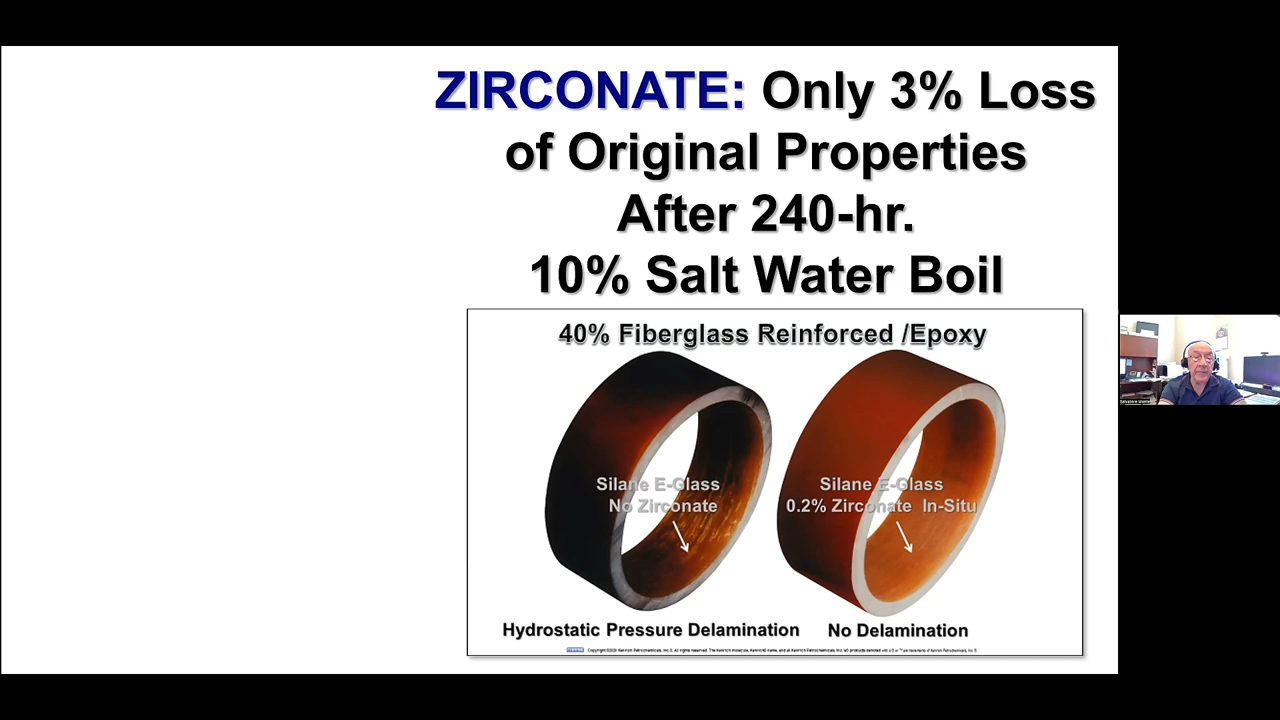 ZIRCONATE: Only 3% Loss
of Original Properties
After 240-hr.
10% Salt Water Boil
40% Fiberglass Reinforced /Epoxy
Silane E-Glass
No Zirconate
Silane E-Glass
0.2% Zirconate In-Situ
Hydrostatic Pressure Delamination
No Delamination
Salvatore